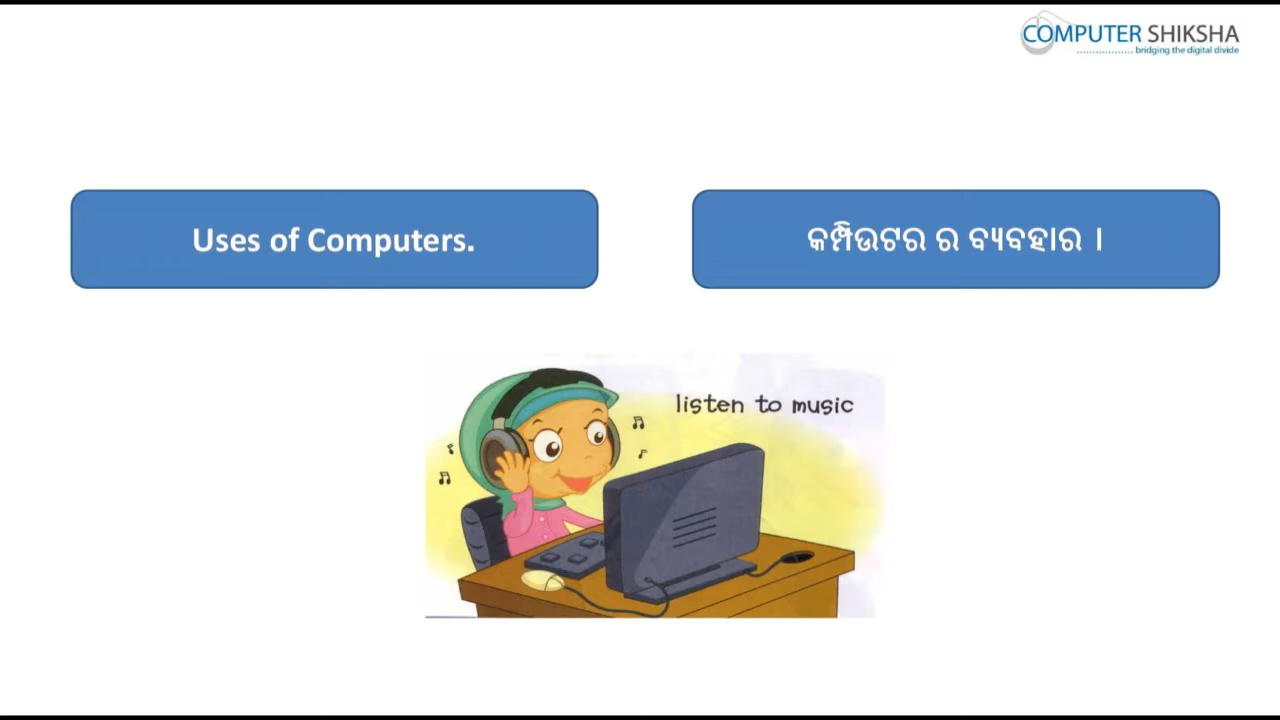 COMPUTER SHIKSHA
bridging the digital divide
Uses of Computers.
କମ୍ପିଉଟର ର ବ୍ୟବହାର ।
listen to music